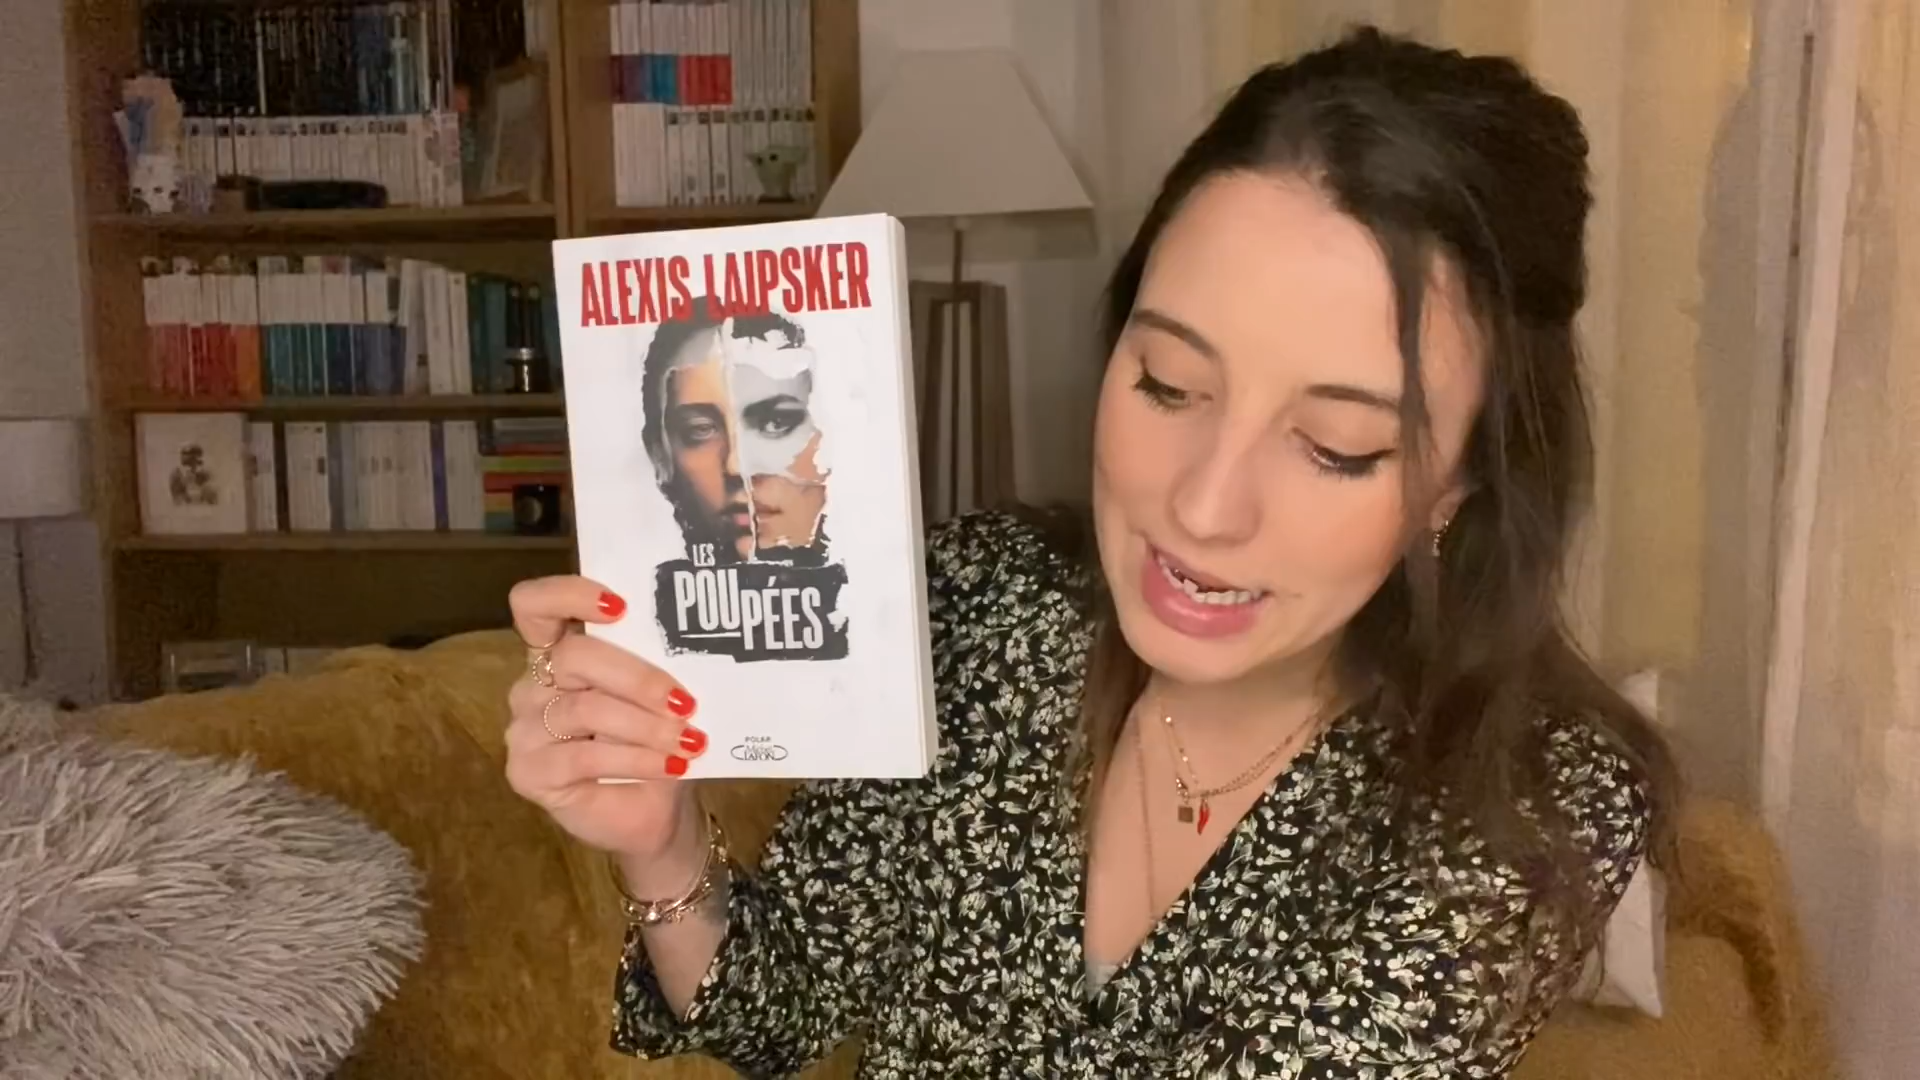 ALEXIS LAIPSKER
LES
POUPÉES
POLAR
Michel
LAFON